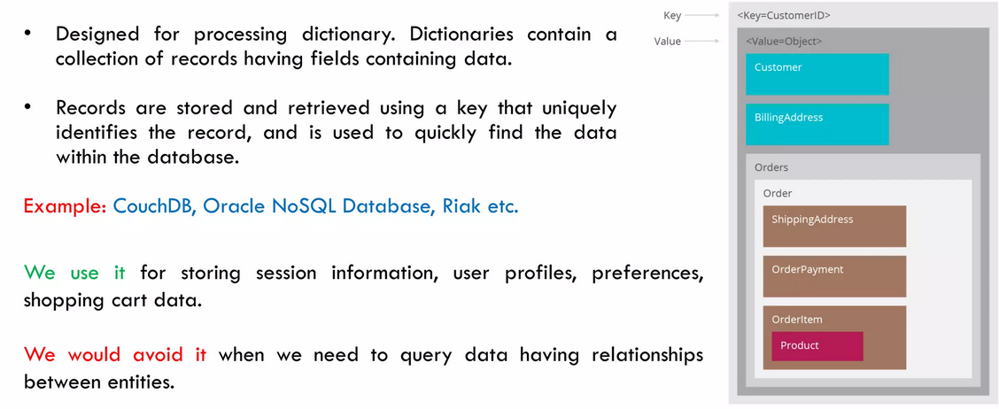 • Designed for processing dictionary. Dictionaries contain a
collection of records having fields containing data.
• Records are stored and retrieved using a key that uniquely
identifies the record, and is used to quickly find the data
within the database.
Example: CouchDB, Oracle NoSQL Database, Riak etc.
We use it for storing session information, user profiles, preferences,
shopping cart data.
We would avoid it when we need to query data having relationships
between entities.
Key
<Key=CustomerID>
Value
<Value=Object>
Customer
BillingAddress
Orders
Order
ShippingAddress
OrderPayment
OrderItem
Product